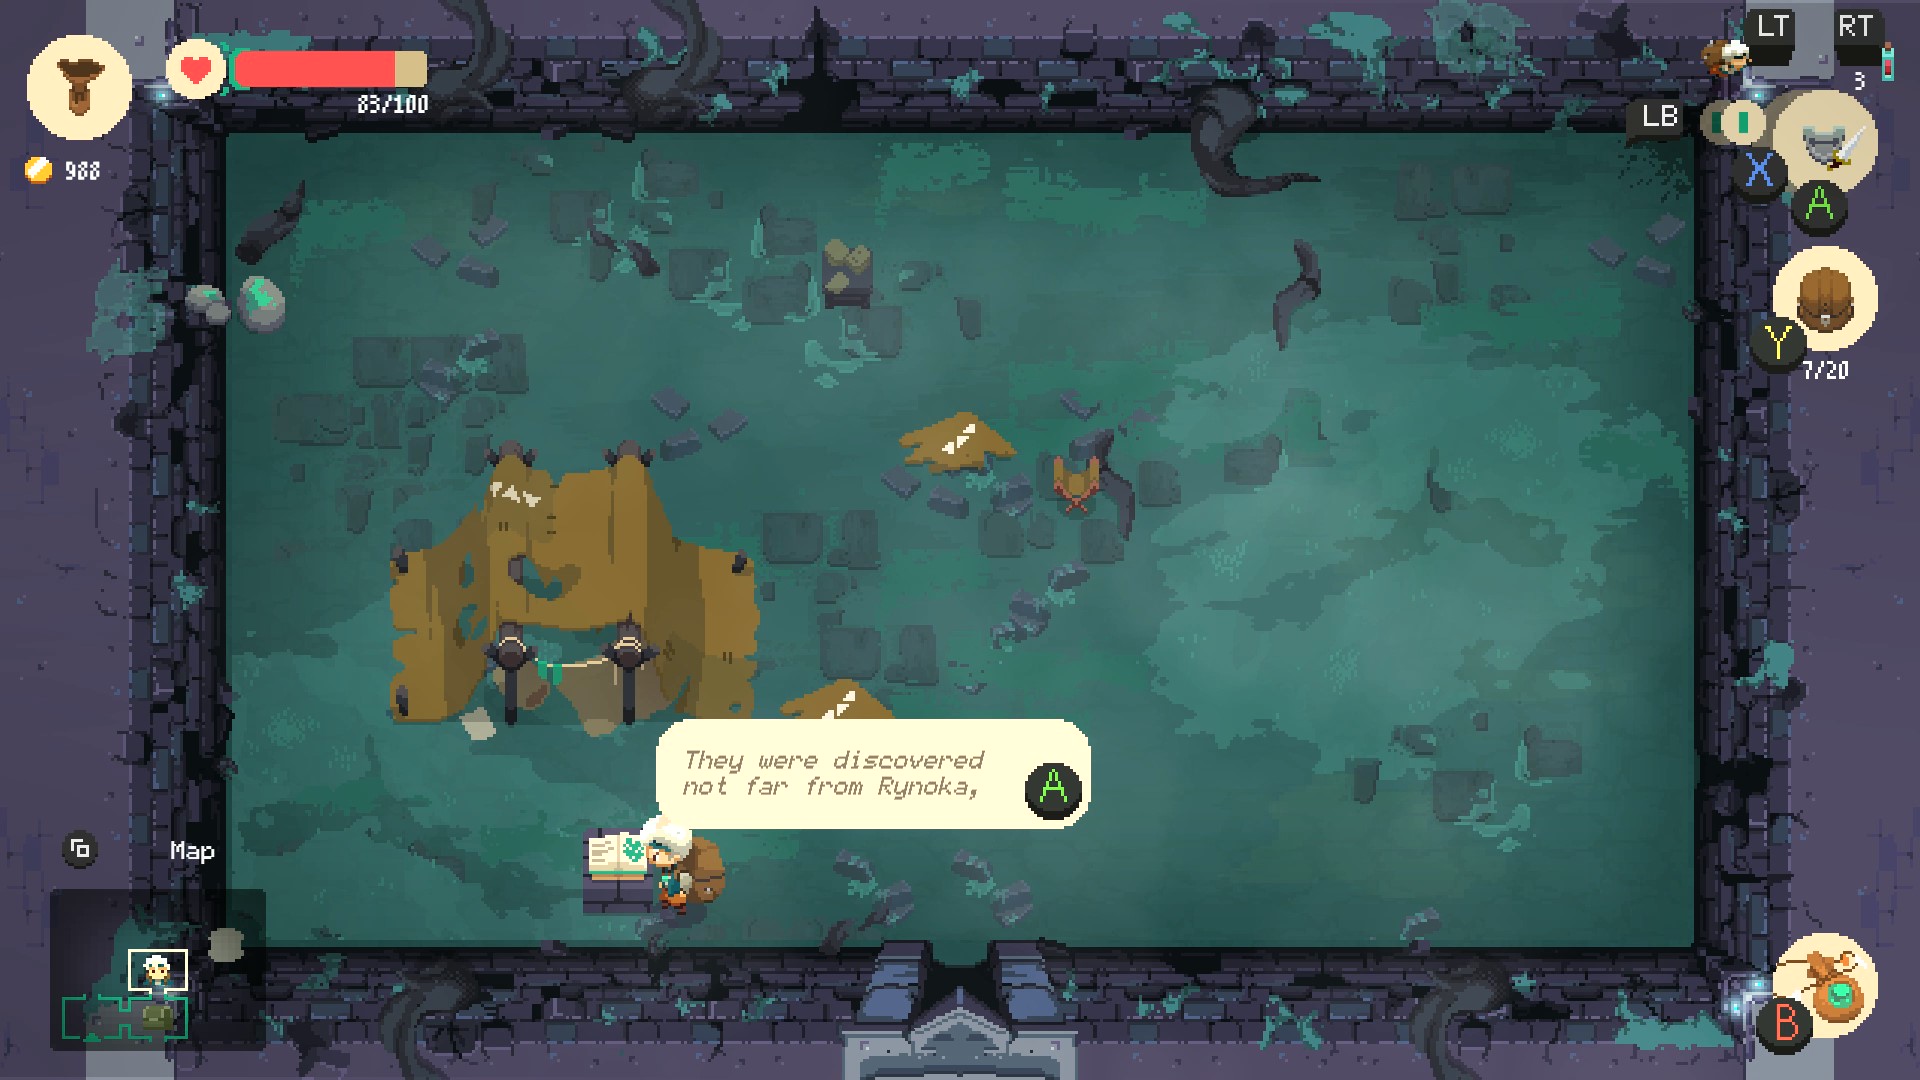 LT
RT
83/100
3
LB
988
X
A
Y
7/20
They were discovered
not far from Rynoka,
A
Map
B